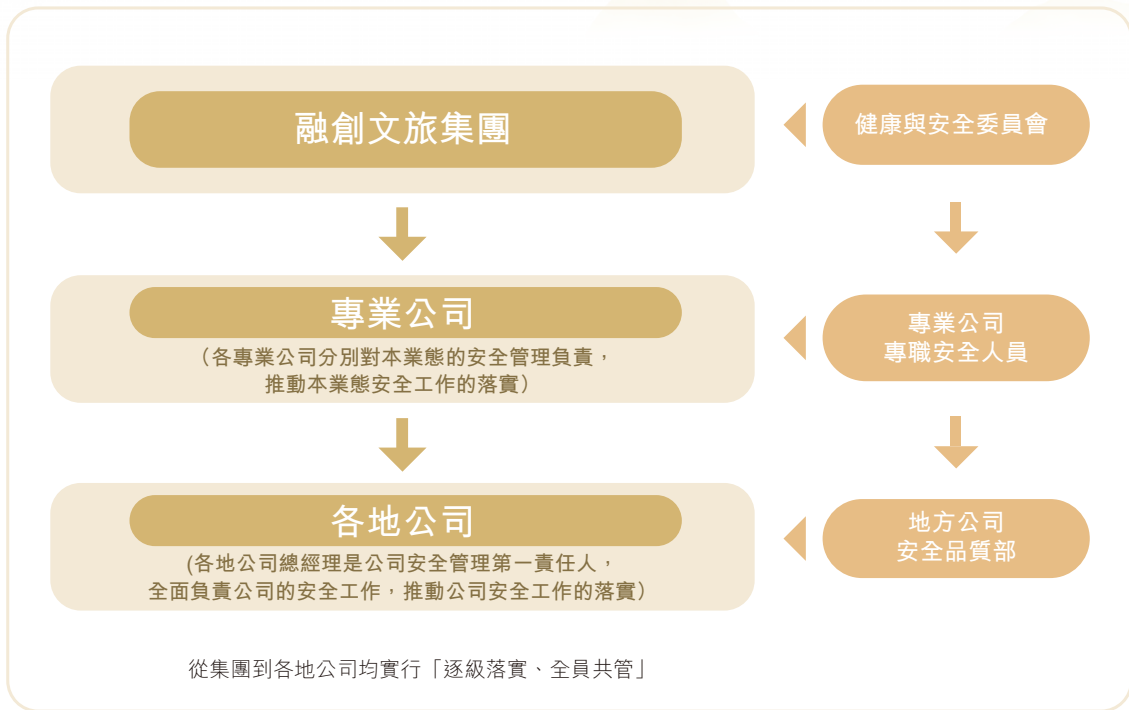 融創文旅集團
健康與安全委員會
專業公司
（各專業公司分別對本業態的安全管理負責，
推動本業態安全工作的落實）
專業公司
專職安全人員
各地公司
(各地公司總經理是公司安全管理第一責任人，
全面負責公司的安全工作，推動公司安全工作的落實）
地方公司
安全品質部
從集團到各地公司均實行「逐級落實、全員共管」